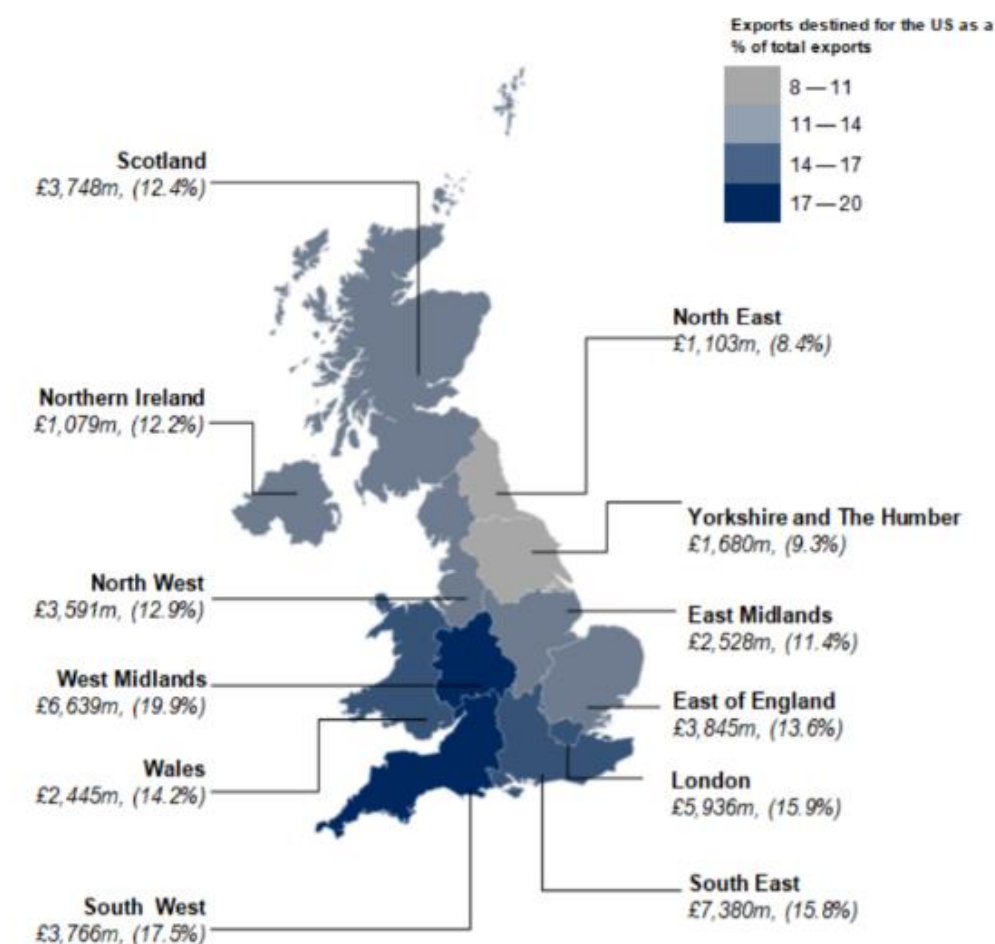 Exports destined for the US as a
% of total exports
8 — 11
11 — 14
14 — 17
17 — 20
Scotland
£3,748m, (12.4%)
North East
£1,103m, (8.4%)
Northern Ireland
£1,079m, (12.2%)
Yorkshire and The Humber
£1,680m, (9.3%)
North West
£3,591m, (12.9%)
East Midlands
£2,528m, (11.4%)
West Midlands
£6,639m, (19.9%)
East of England
£3,845m, (13.6%)
Wales
£2,445m, (14.2%)
London
£5,936m, (15.9%)
South East
£7,380m, (15.8%)
South West
£3,766m, (17.5%)